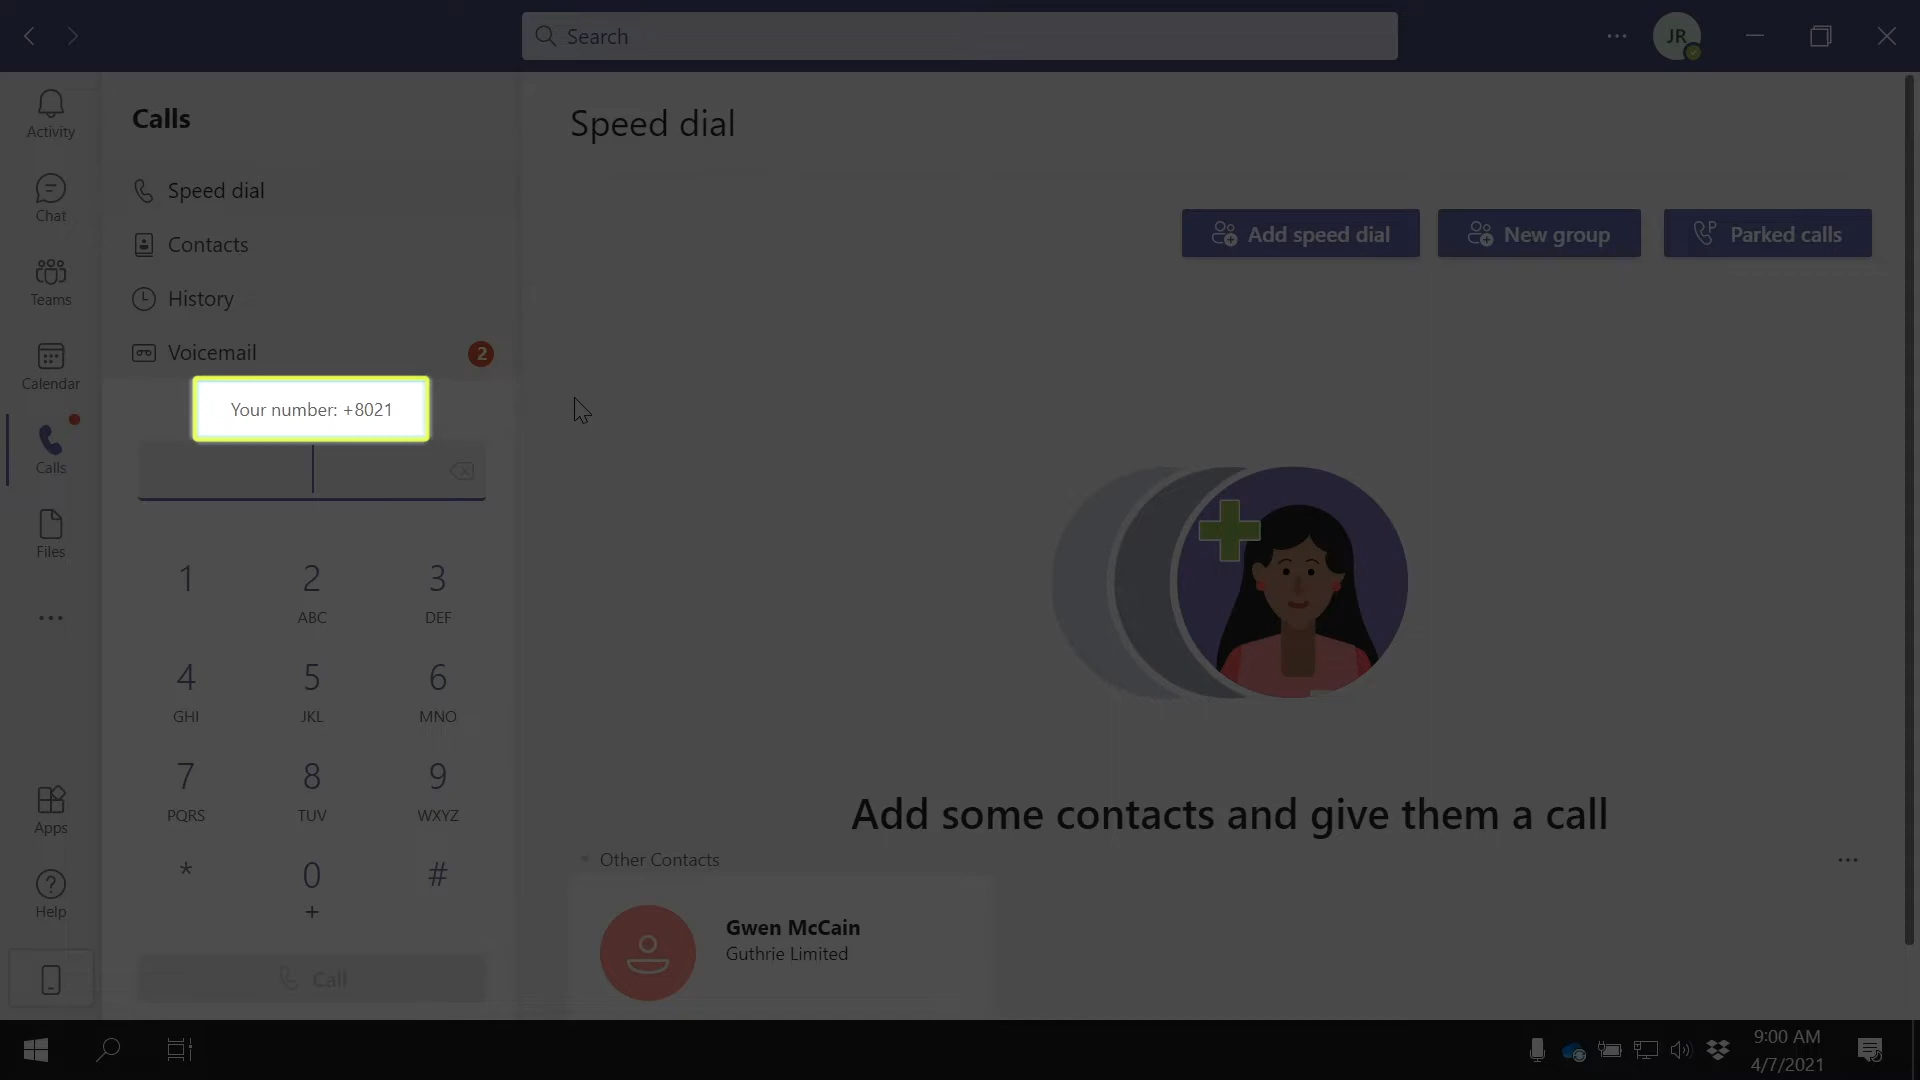 Search
JR
Activity
Chat
Teams
Calendar
Calls
Files
Apps
Help
Calls
Speed dial
Contacts
History
Voicemail
2
Your number: +8021
1
2
3
ABC
DEF
4
5
6
GHI
JKL
MNO
7
8
9
PQRS
TUV
WXYZ
*
0
#
+
Call
Speed dial
Add speed dial
New group
Parked calls
Add some contacts and give them a call
Other Contacts
Gwen McCain
Guthrie Limited
9:00 AM
4/7/2021